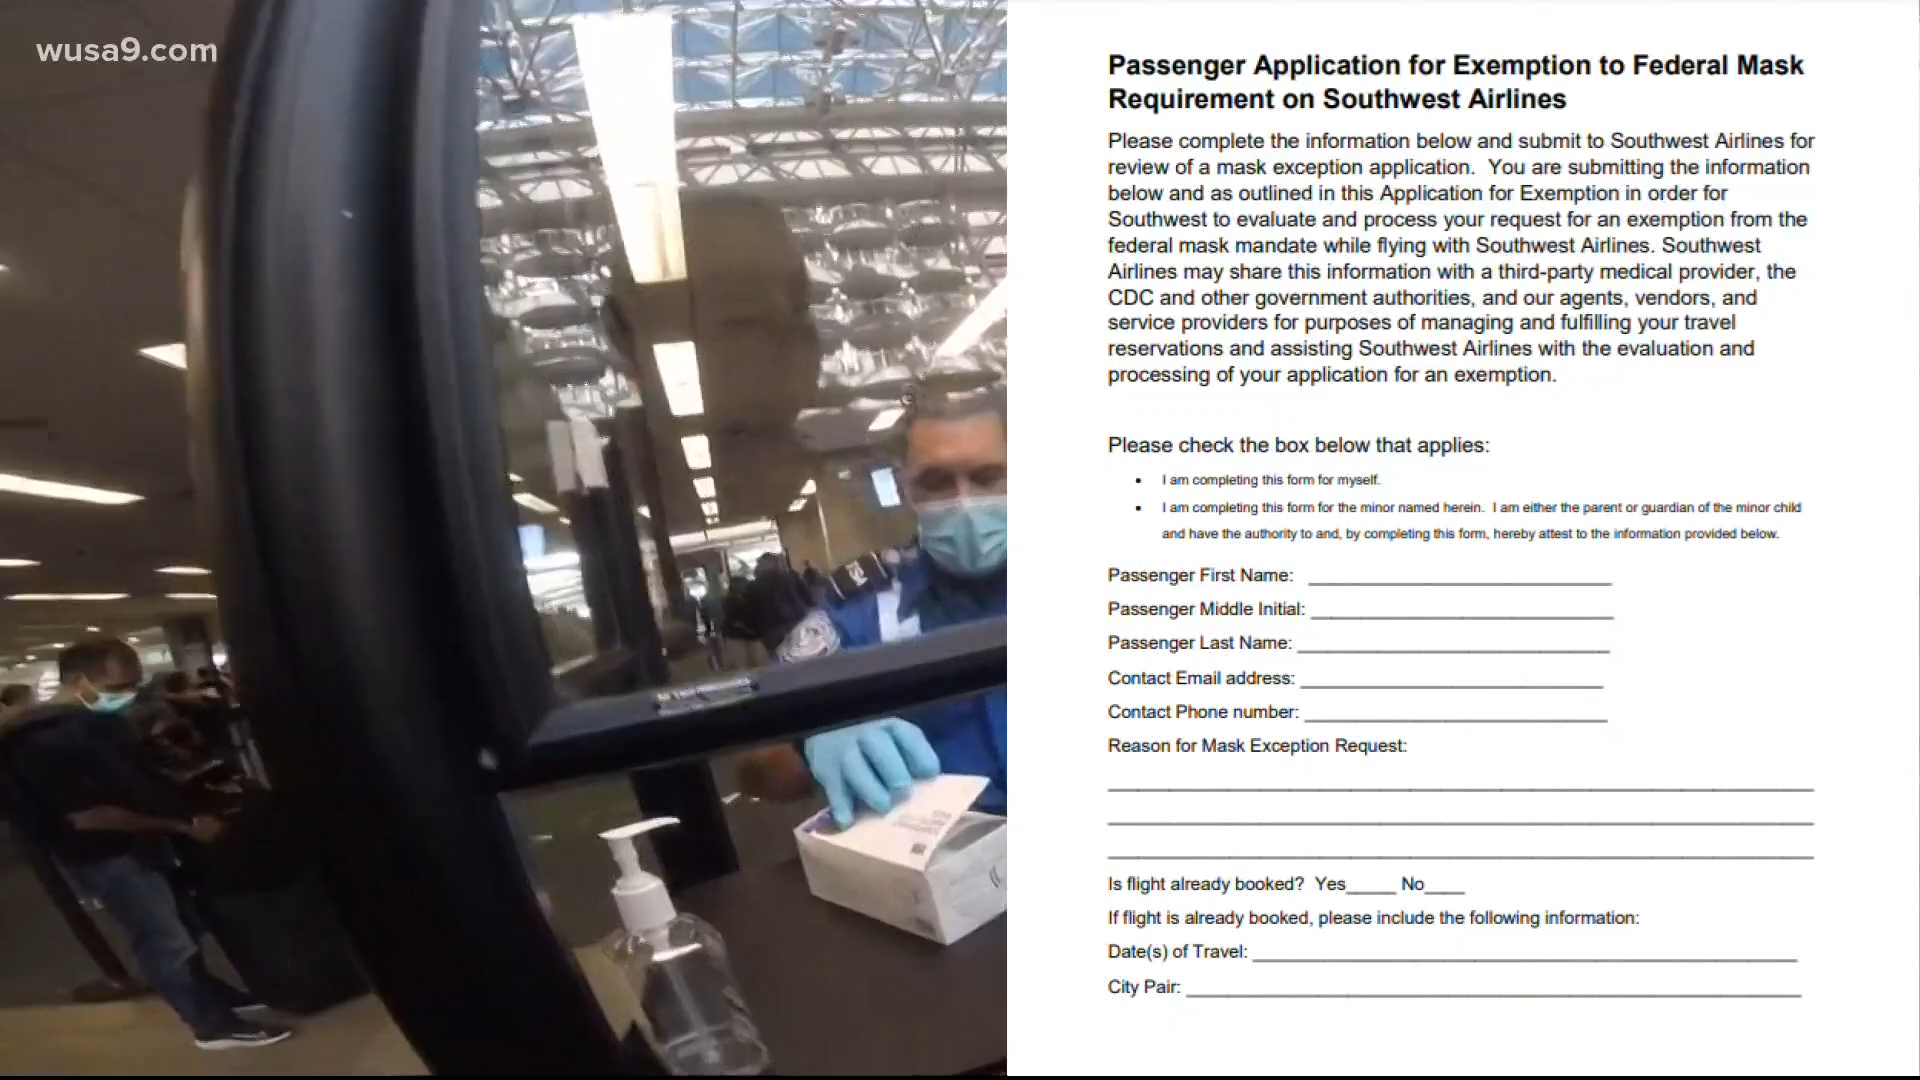 wusa9.com
Passenger Application for Exemption to Federal Mask
Requirement on Southwest Airlines
Please complete the information below and submit to Southwest Airlines for
review of a mask exception application.  You are submitting the information
below and as outlined in this Application for Exemption in order for
Southwest to evaluate and process your request for an exemption from the
federal mask mandate while flying with Southwest Airlines. Southwest
Airlines may share this information with a third-party medical provider, the
CDC and other government authorities, and our agents, vendors, and
service providers for purposes of managing and fulfilling your travel
reservations and assisting Southwest Airlines with the evaluation and
processing of your application for an exemption.
Please check the box below that applies:
• I am completing this form for myself.
• I am completing this form for the minor named herein.  I am either the parent or guardian of the minor child
and have the authority to and, by completing this form, hereby attest to the information provided below.
Passenger First Name: ______________________________
Passenger Middle Initial: ______________________________
Passenger Last Name: ______________________________
Contact Email address: ______________________________
Contact Phone number: ______________________________
Reason for Mask Exception Request:
Is flight already booked?  Yes_____ No____
If flight is already booked, please include the following information:
Date(s) of Travel: ______________________________
City Pair: ______________________________